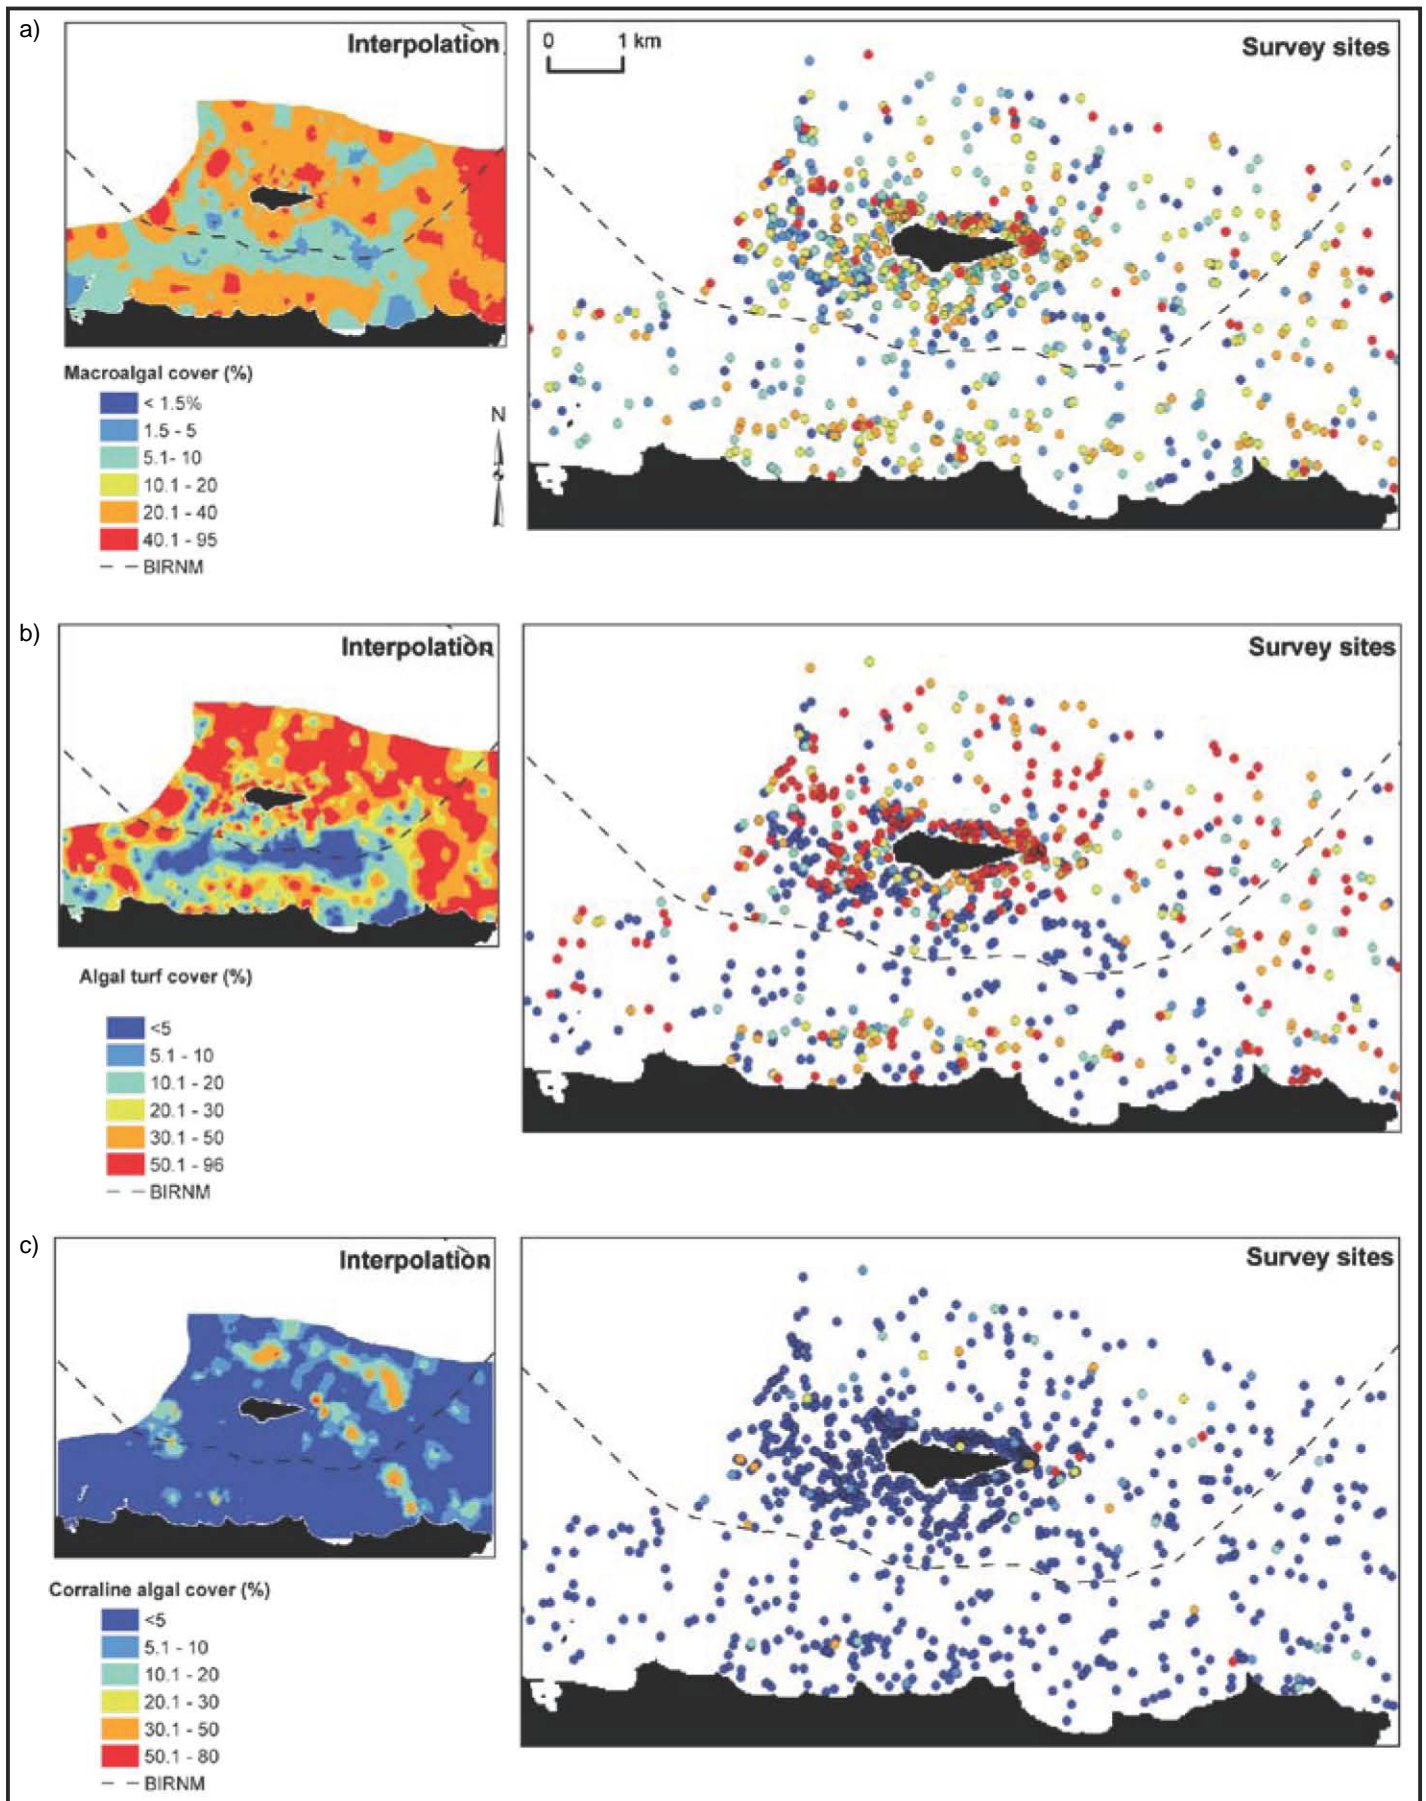 a)
Interpolation
0 1 km
Survey sites
Macroalgal cover (%)
< 1.5%
1.5 - 5
5.1- 10
10.1 - 20
20.1 - 40
40.1 - 95
BIRNM
N
b)
Interpolation
Survey sites
Algal turf cover (%)
<5
5.1 - 10
10.1 - 20
20.1 - 30
30.1 - 50
50.1 - 96
BIRNM
c)
Interpolation
Survey sites
Corraline algal cover (%)
<5
5.1 - 10
10.1 - 20
20.1 - 30
30.1 - 50
50.1 - 80
BIRNM